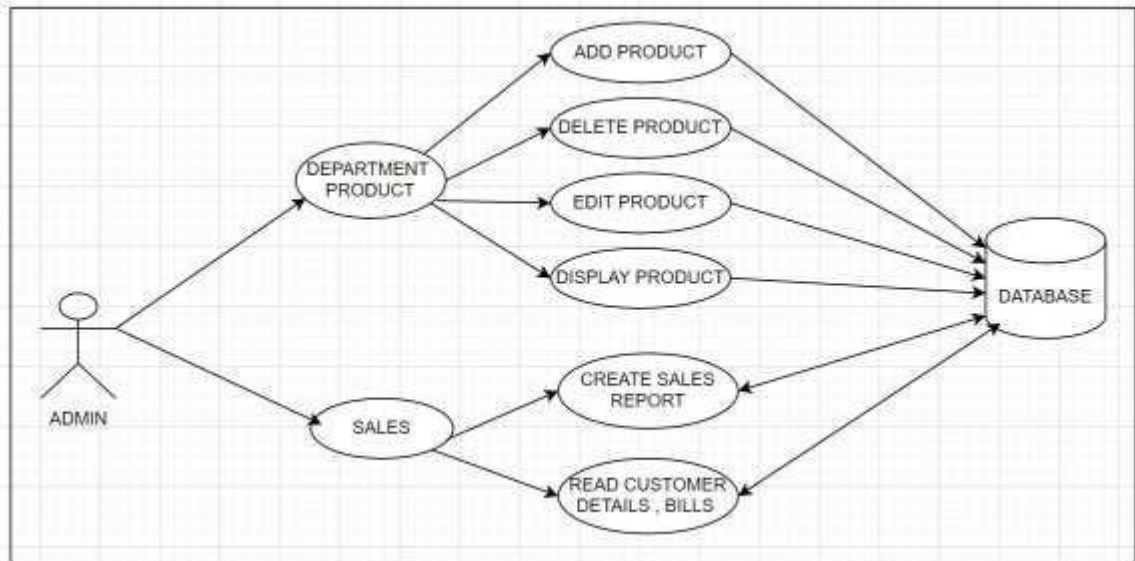 ADD PRODUCT
DELETE PRODUCT
DEPARTMENT
PRODUCT
EDIT PRODUCT
DISPLAY PRODUCT
DATABASE
ADMIN
CREATE SALES
REPORT
SALES
READ CUSTOMER
DETAILS , BILLS